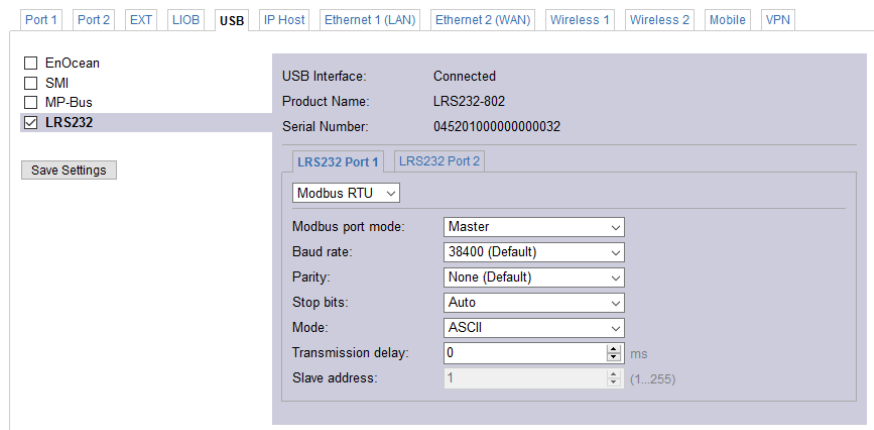 Port 1 Port 2 EXT LIOB USB IP Host Ethernet 1 (LAN) Ethernet 2 (WAN) Wireless 1 Wireless 2 Mobile VPN
EnOcean
SMI
MP-Bus
LRS232
Save Settings
USB Interface: Connected
Product Name: LRS232-802
Serial Number: 045201000000000032
LRS232 Port 1 LRS232 Port 2
Modbus RTU
Modbus port mode: Master
Baud rate: 38400 (Default)
Parity: None (Default)
Stop bits: Auto
Mode: ASCII
Transmission delay: 0 ms
Slave address: 1 (1...255)